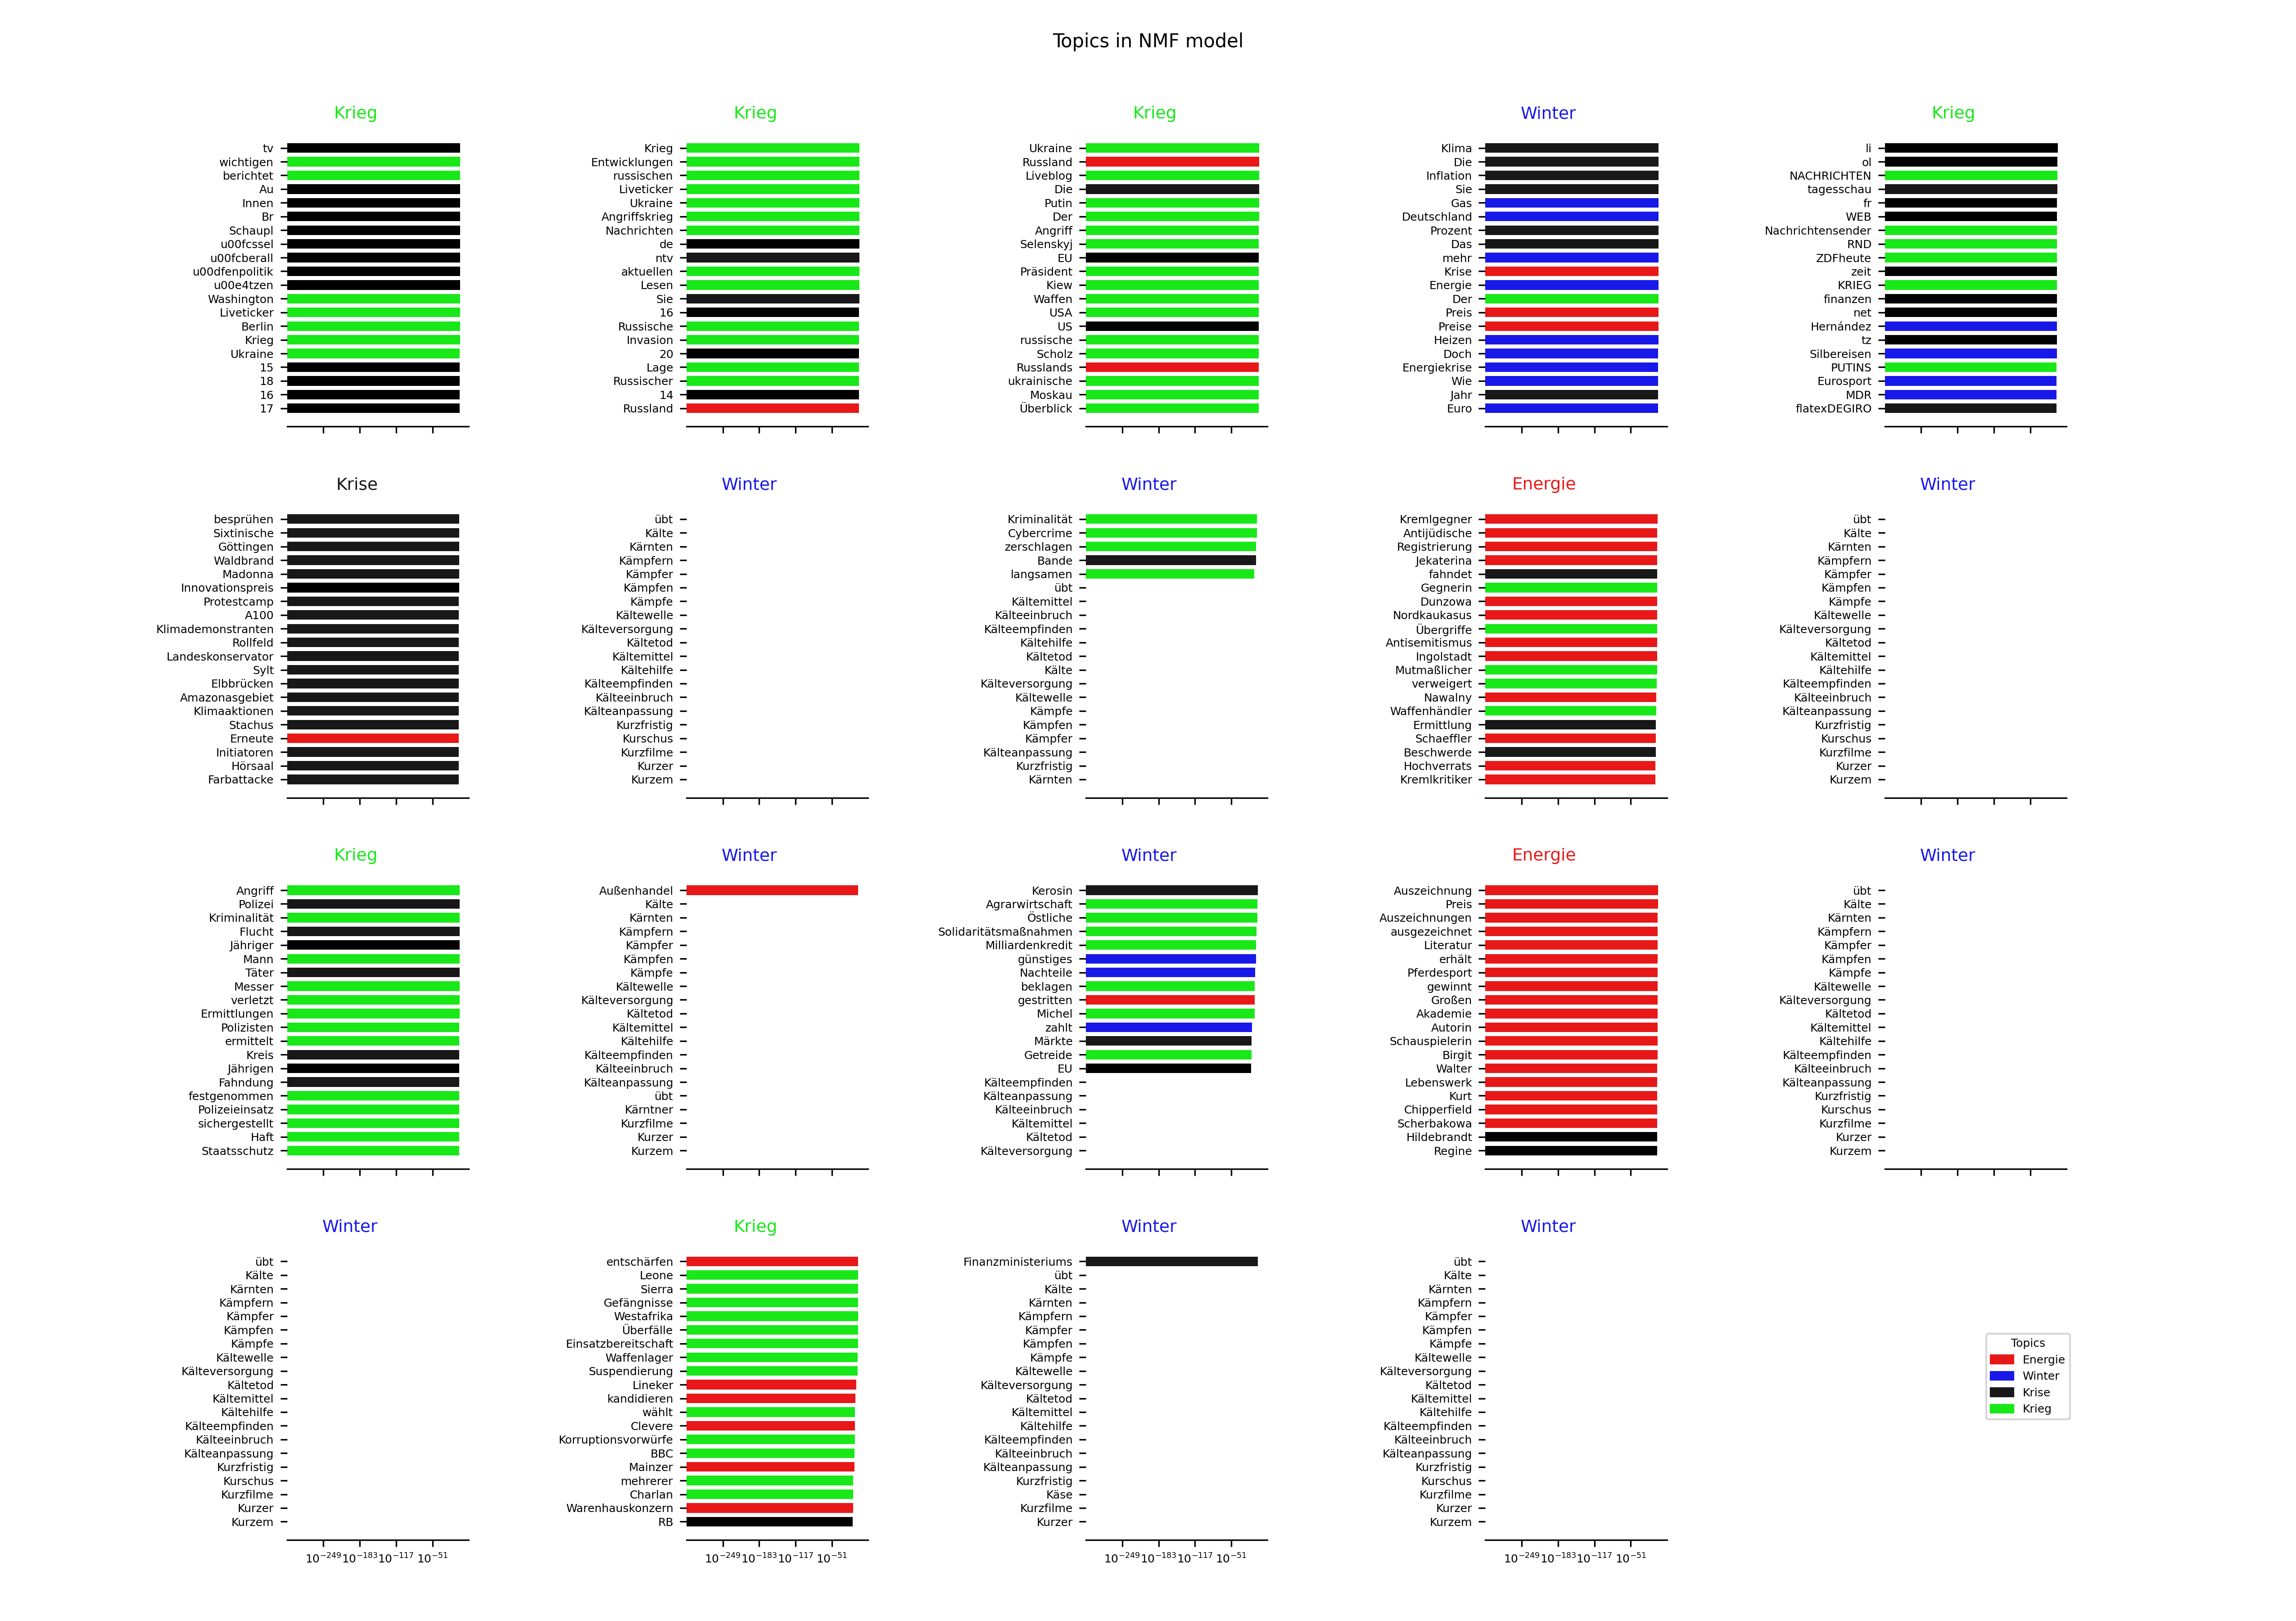 Topics in NMF model
Krieg
tv
wichtigen
berichtet
Au
Innen
Br
Schaupl
u00fcssel
u00fcberall
u00dfenpolitik
u00e4tzen
Washington
Liveticker
Berlin
Krieg
Ukraine
15
18
16
17
Krieg
Krieg
Entwicklungen
russischen
Liveticker
Ukraine
Angriffskrieg
Nachrichten
de
ntv
aktuellen
Lesen
Sie
16
Russische
Invasion
20
Lage
Russischer
14
Russland
Krieg
Ukraine
Russland
Liveblog
Die
Putin
Der
Angriff
Selenskyj
EU
Präsident
Kiew
Waffen
USA
US
russische
Scholz
Russlands
ukrainische
Moskau
Überblick
Winter
Klima
Die
Inflation
Sie
Gas
Deutschland
Prozent
Das
mehr
Krise
Energie
Der
Preis
Preise
Heizen
Doch
Energiekrise
Wie
Jahr
Euro
Krieg
li
ol
NACHRICHTEN
tagesschau
fr
WEB
Nachrichtensender
RND
ZDFheute
zeit
KRIEG
finanzen
net
Hernández
tz
Silbereisen
PUTINS
Eurosport
MDR
flatexDEGIRO
Krise
besprühen
Sixtinische
Göttingen
Waldbrand
Madonna
Innovationspreis
Protestcamp
A100
Klimademonstranten
Rollfeld
Landeskonservator
Sylt
Elbbrücken
Amazonasgebiet
Klimaaktionen
Stachus
Erneute
Initiatoren
Hörsaal
Farbattacke
Winter
übt
Kälte
Kärnten
Kämpfern
Kämpfer
Kämpfen
Kämpfe
Kältewelle
Kälteversorgung
Kältetod
Kältemittel
Kältehilfe
Kälteempfinden
Kälteeinbruch
Kälteanpassung
Kurzfristig
Kurschus
Kurzfilme
Kurzer
Kurzem
Winter
Kriminalität
Cybercrime
zerschlagen
Bande
langsamen
übt
Kältemittel
Kälteeinbruch
Kälteempfinden
Kältehilfe
Kältetod
Kälte
Kälteversorgung
Kältewelle
Kämpfe
Kämpfen
Kämpfer
Kälteanpassung
Kurzfristig
Kärnten
Energie
Kremlgegner
Antijüdische
Registrierung
Jekaterina
fahndet
Gegnerin
Dunzowa
Nordkaukasus
Übergriffe
Antisemitismus
Ingolstadt
Mutmaßlicher
verweigert
Nawalny
Waffenhändler
Ermittlung
Schaeffler
Beschwerde
Hochverrats
Kremlkritiker
Winter
übt
Kälte
Kärnten
Kämpfern
Kämpfer
Kämpfen
Kämpfe
Kältewelle
Kälteversorgung
Kältetod
Kältemittel
Kältehilfe
Kälteempfinden
Kälteeinbruch
Kälteanpassung
Kurzfristig
Kurschus
Kurzfilme
Kurzer
Kurzem
Krieg
Angriff
Polizei
Kriminalität
Flucht
Jähriger
Mann
Täter
Messer
verletzt
Ermittlungen
Polizisten
ermittelt
Kreis
Jährigen
Fahndung
festgenommen
Polizeieinsatz
sichergestellt
Haft
Staatsschutz
Winter
Außenhandel
Kälte
Kärnten
Kämpfern
Kämpfer
Kämpfen
Kämpfe
Kältewelle
Kälteversorgung
Kältetod
Kältemittel
Kältehilfe
Kälteempfinden
Kälteeinbruch
Kälteanpassung
übt
Kärntner
Kurzfilme
Kurzer
Kurzem
Winter
Kerosin
Agrarwirtschaft
Östliche
Solidaritätsmaßnahmen
Milliardenkredit
günstiges
Nachteile
beklagen
gestritten
Michel
zahlt
Märkte
Getreide
EU
Kälteempfinden
Kälteanpassung
Kälteeinbruch
Kältemittel
Kältetod
Kälteversorgung
Energie
Auszeichnung
Preis
Auszeichnungen
ausgezeichnet
Literatur
erhält
Pferdesport
gewinnt
Großen
Akademie
Autorin
Schauspielerin
Birgit
Walter
Lebenswerk
Kurt
Chipperfield
Scherbakowa
Hildebrandt
Regine
Winter
übt
Kälte
Kärnten
Kämpfern
Kämpfer
Kämpfen
Kämpfe
Kältewelle
Kälteversorgung
Kältetod
Kältemittel
Kältehilfe
Kälteempfinden
Kälteeinbruch
Kälteanpassung
Kurzfristig
Kurschus
Kurzfilme
Kurzer
Kurzem
Winter
übt
Kälte
Kärnten
Kämpfern
Kämpfer
Kämpfen
Kämpfe
Kältewelle
Kälteversorgung
Kältetod
Kältemittel
Kältehilfe
Kälteempfinden
Kälteeinbruch
Kälteanpassung
Kurzfristig
Kurschus
Kurzfilme
Kurzer
Kurzem
10⁻²⁴⁹ 10⁻¹⁸³ 10⁻¹¹⁷ 10⁻⁵¹
Krieg
entschärfen
Leone
Sierra
Gefängnisse
Westafrika
Überfälle
Einsatzbereitschaft
Waffenlager
Suspendierung
Lineker
kandidieren
wählt
Clevere
Korruptionsvorwürfe
BBC
Mainzer
mehrerer
Charlan
Warenhauskonzern
RB
10⁻²⁴⁹ 10⁻¹⁸³ 10⁻¹¹⁷ 10⁻⁵¹
Winter
Finanzministeriums
übt
Kälte
Kärnten
Kämpfern
Kämpfer
Kämpfen
Kämpfe
Kältewelle
Kälteversorgung
Kältetod
Kältemittel
Kältehilfe
Kälteempfinden
Kälteeinbruch
Kälteanpassung
Kurzfristig
Käse
Kurzfilme
Kurzer
10⁻²⁴⁹ 10⁻¹⁸³ 10⁻¹¹⁷ 10⁻⁵¹
Winter
übt
Kälte
Kärnten
Kämpfern
Kämpfer
Kämpfen
Kämpfe
Kältewelle
Kälteversorgung
Kältetod
Kältemittel
Kältehilfe
Kälteempfinden
Kälteeinbruch
Kälteanpassung
Kurzfristig
Kurschus
Kurzfilme
Kurzer
Kurzem
10⁻²⁴⁹ 10⁻¹⁸³ 10⁻¹¹⁷ 10⁻⁵¹
Topics
Energie
Winter
Krise
Krieg